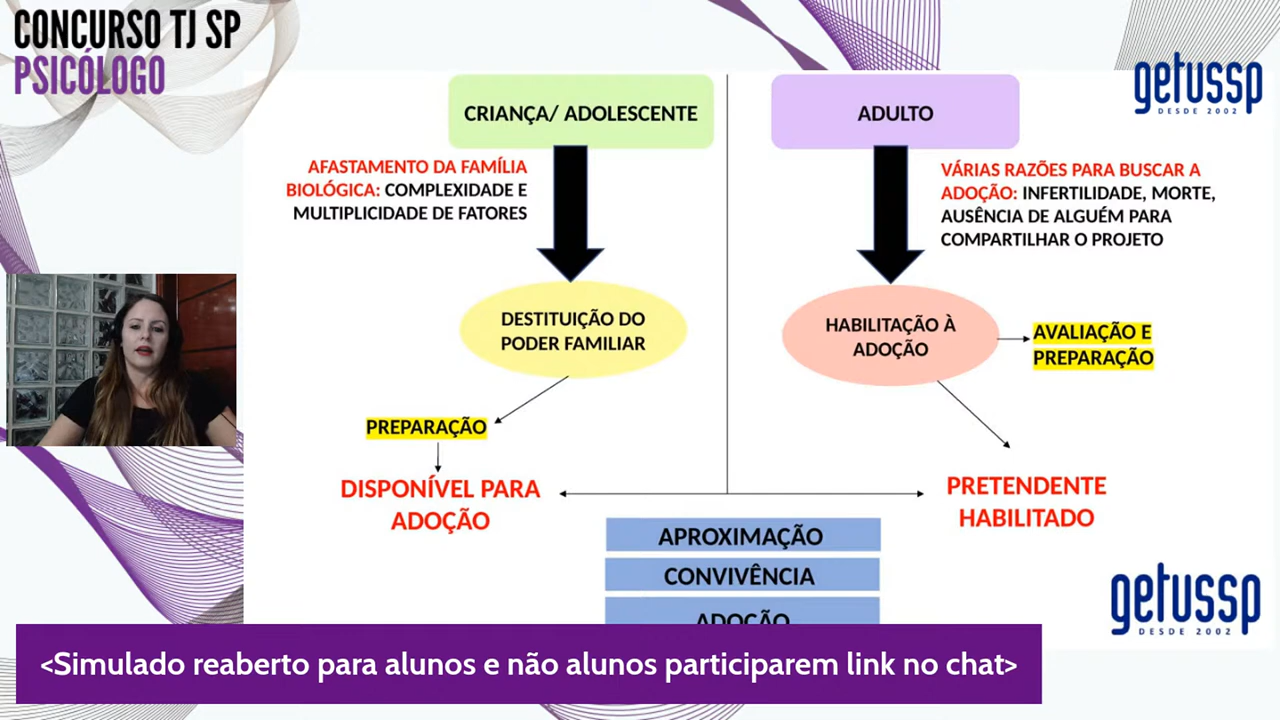 CONCURSO TJ SP
PSICÓLOGO
getussp
DESDE 2002
CRIANÇA/ ADOLESCENTE
AFASTAMENTO DA FAMÍLIA
BIOLÓGICA: COMPLEXIDADE E
MULTIPLICIDADE DE FATORES
DESTITUIÇÃO DO
PODER FAMILIAR
PREPARAÇÃO
DISPONÍVEL PARA
ADOÇÃO
ADULTO
VÁRIAS RAZÕES PARA BUSCAR A
ADOÇÃO: INFERTILIDADE, MORTE,
AUSÊNCIA DE ALGUÉM PARA
COMPARTILHAR O PROJETO
HABILITAÇÃO À
ADOÇÃO
AVALIAÇÃO E
PREPARAÇÃO
PRETENDENTE
HABILITADO
APROXIMAÇÃO
CONVIVÊNCIA
ADOÇÃO
getussp
DESDE 2002
<Simulado reaberto para alunos e não alunos participarem link no chat>